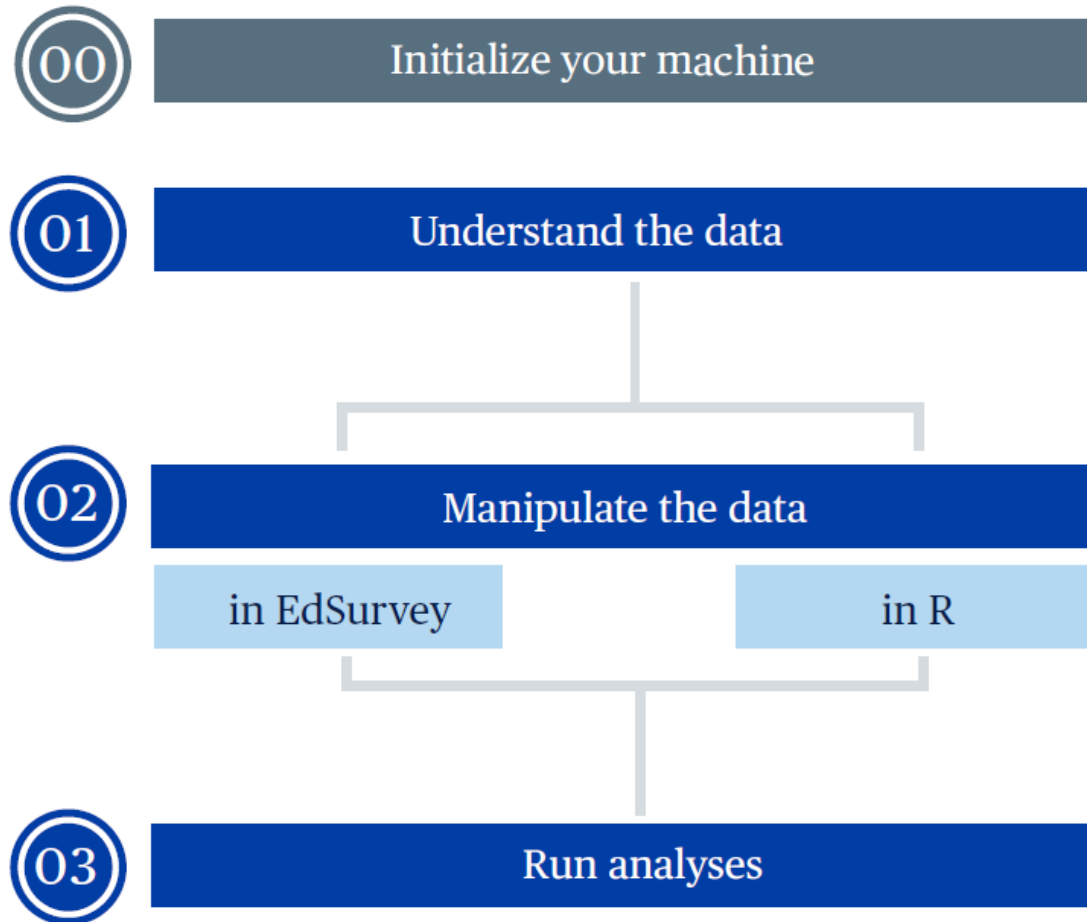 00
Initialize your machine
01
Understand the data
02
Manipulate the data
in EdSurvey
in R
03
Run analyses